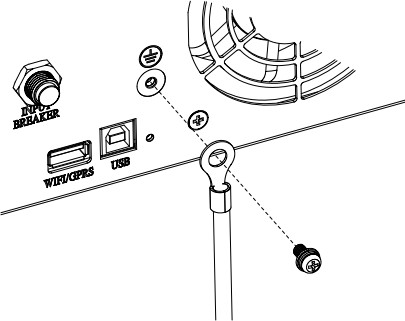 INPUT
BREAKER
WIFI/GPRS
USB